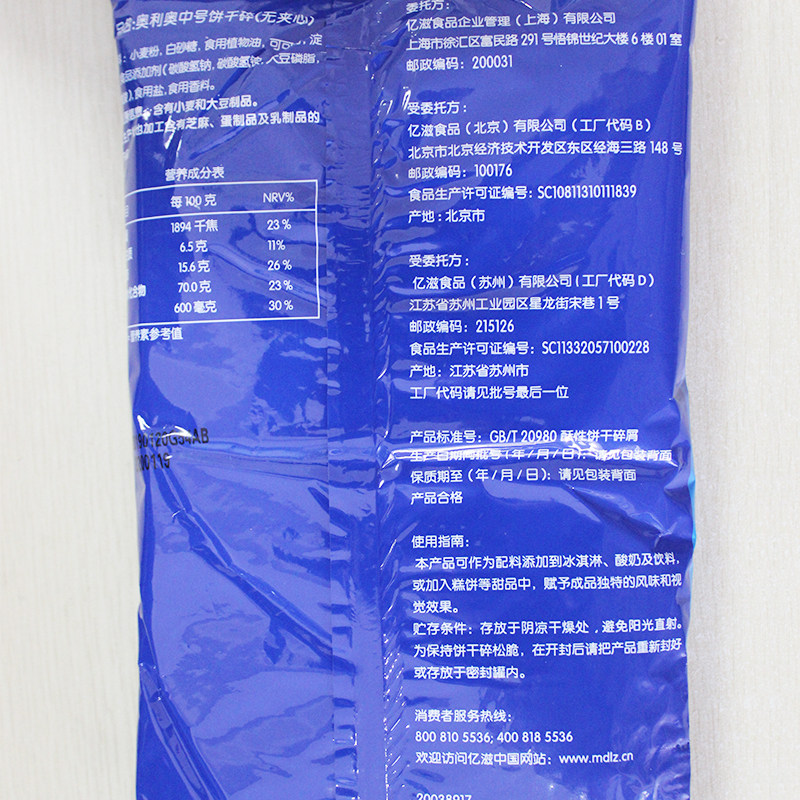 品名:奥利奥中号饼干碎(无夹心)
小麦粉, 白砂糖, 食用植物油, 可可粉, 淀
食品添加剂(碳酸氢钠, 碳酸氢铵, 大豆磷脂,
), 食用盐, 食用香料。
含有小麦和大豆制品。
也加工含有芝麻、蛋制品及乳制品的
营养成分表
每100克 NRV%
1894千焦 23%
6.5克 11%
15.6克 26%
70.0克 23%
600毫克 30%
营养素参考值
委托方:
亿滋食品企业管理(上海)有限公司
上海市徐汇区富民路291号悟锦世纪大楼6楼01室
邮政编码:200031
受委托方:
亿滋食品(北京)有限公司(工厂代码B)
北京市北京经济技术开发区东区经海三路148号
邮政编码:100176
食品生产许可证编号:SC10811310111839
产地:北京市
受委托方:
亿滋食品(苏州)有限公司(工厂代码D)
江苏省苏州工业园区星龙街宋巷1号
邮政编码:215126
食品生产许可证编号:SC11332057100228
产地:江苏省苏州市
工厂代码请见批号最后一位
产品标准号:GB/T 20980 酥性饼干碎屑
生产日期同批号(年/月/日):请见包装背面
保质期至(年/月/日):请见包装背面
产品合格
使用指南:
本产品可作为配料添加到冰淇淋、酸奶及饮料,
或加入糕饼等甜品中,赋予成品独特的风味和视
觉效果。
贮存条件:存放于阴凉干燥处,避免阳光直射。
为保持饼干碎松脆,在开封后请把产品重新封好
或存放于密封罐内。
消费者服务热线:
800 810 5536; 400 818 5536
欢迎访问亿滋中国网站:www.mdlz.cn
20038917